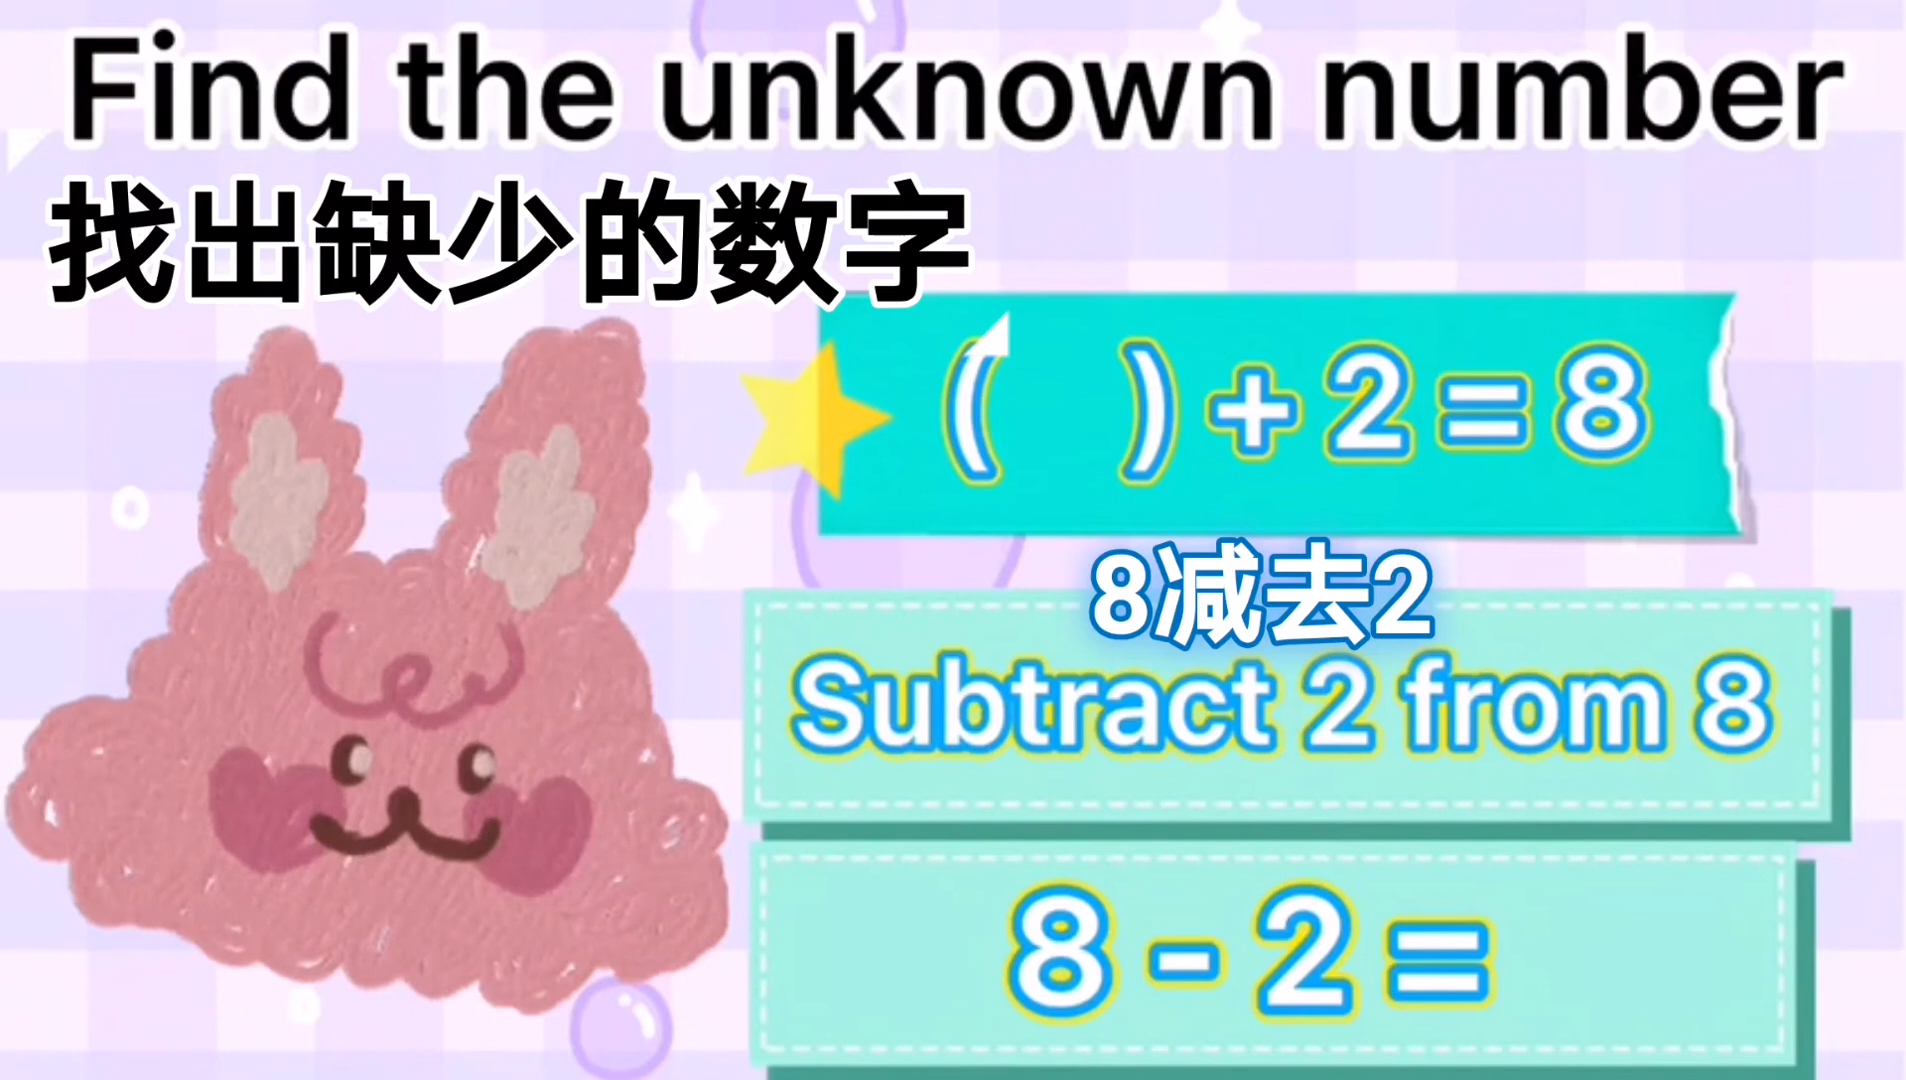 Find the unknown number
找出缺少的数字
( ) + 2 = 8
8减去2
Subtract 2 from 8
8 - 2 =